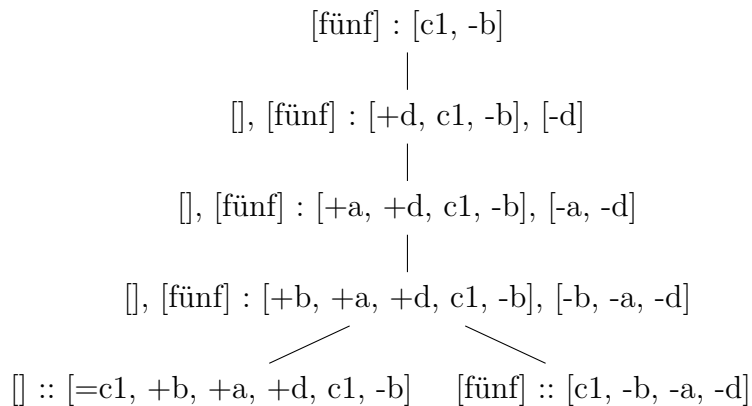 [fünf] : [c1, -b]
[], [fünf] : [+d, c1, -b], [-d]
[], [fünf] : [+a, +d, c1, -b], [-a, -d]
[], [fünf] : [+b, +a, +d, c1, -b], [-b, -a, -d]
[] :: [=c1, +b, +a, +d, c1, -b] [fünf] :: [c1, -b, -a, -d]